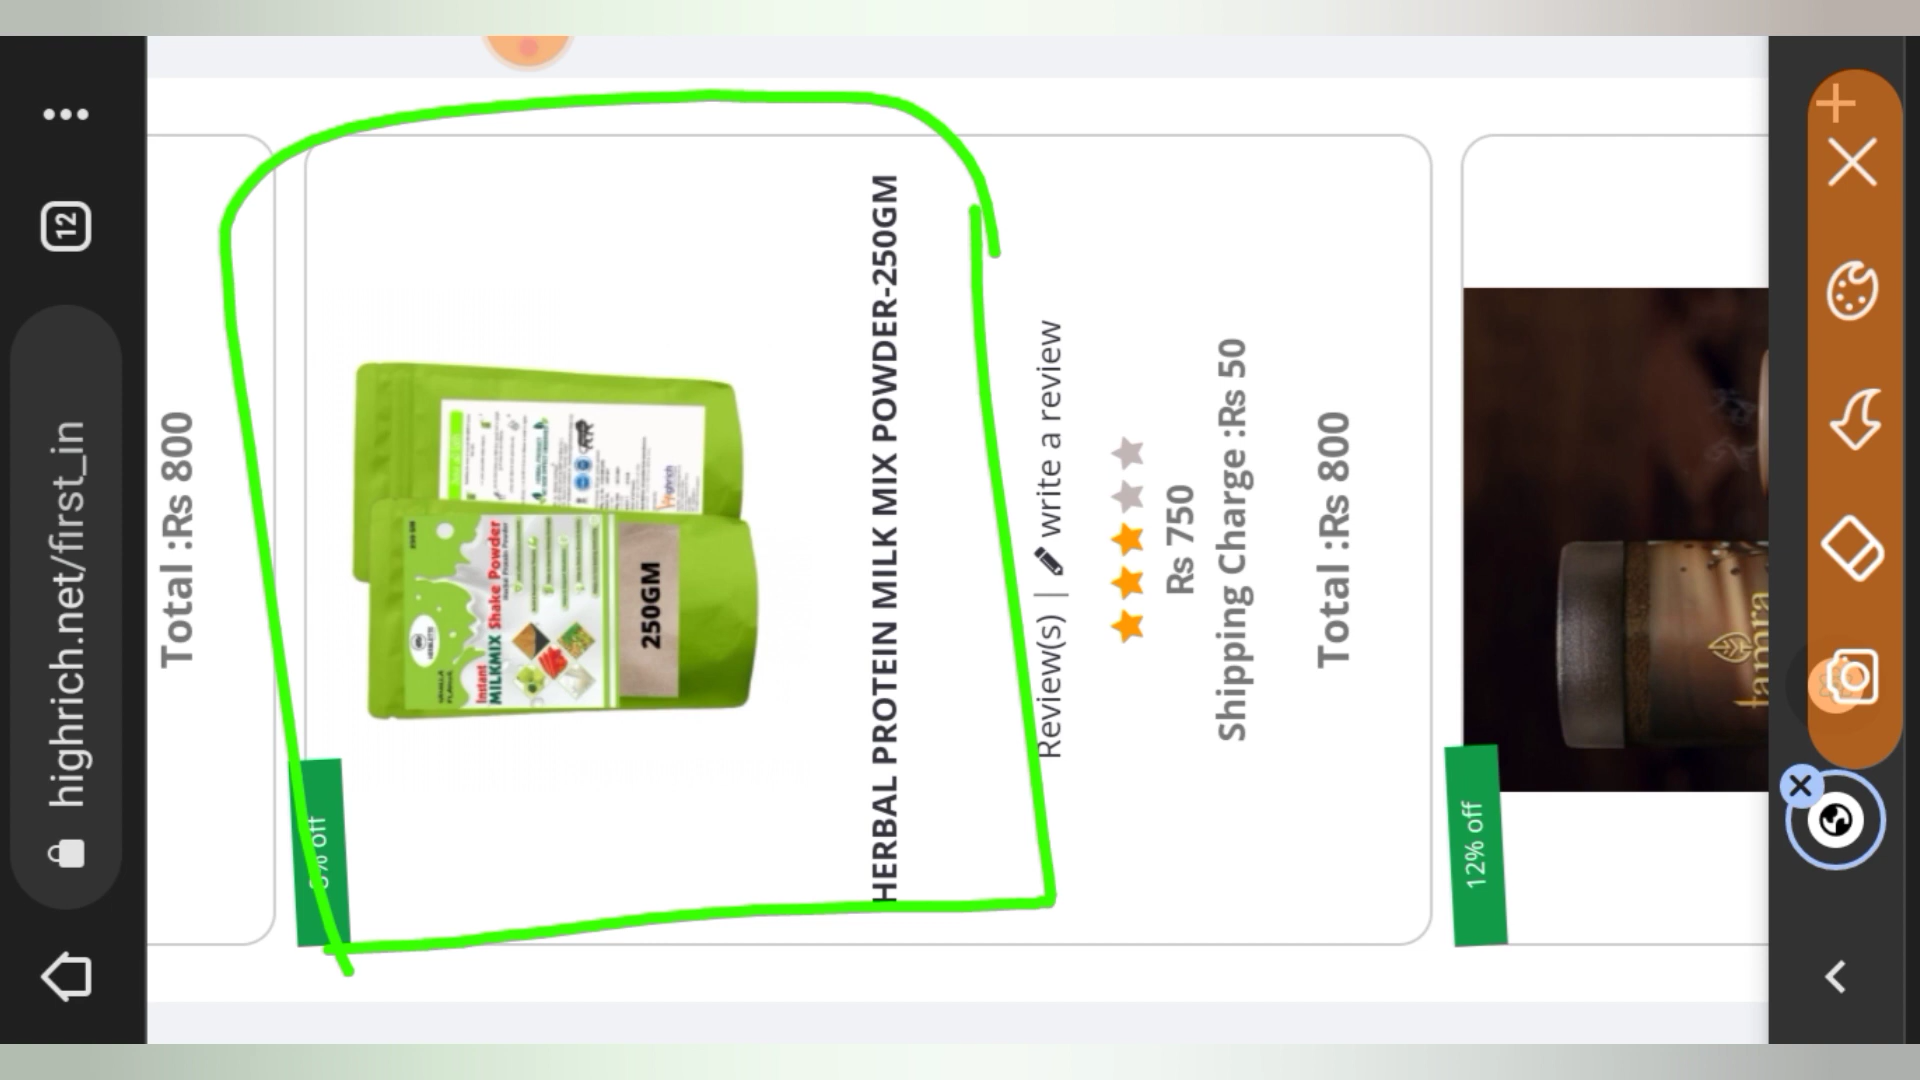 12
highrich.net/first_in
Total :Rs 800
% off
Instant
MILKMIX Shake Powder
250GM
HERBAL PROTEIN MILK MIX POWDER-250GM
Review(s) | write a review
Rs 750
Shipping Charge :Rs 50
Total :Rs 800
12% off
tamra